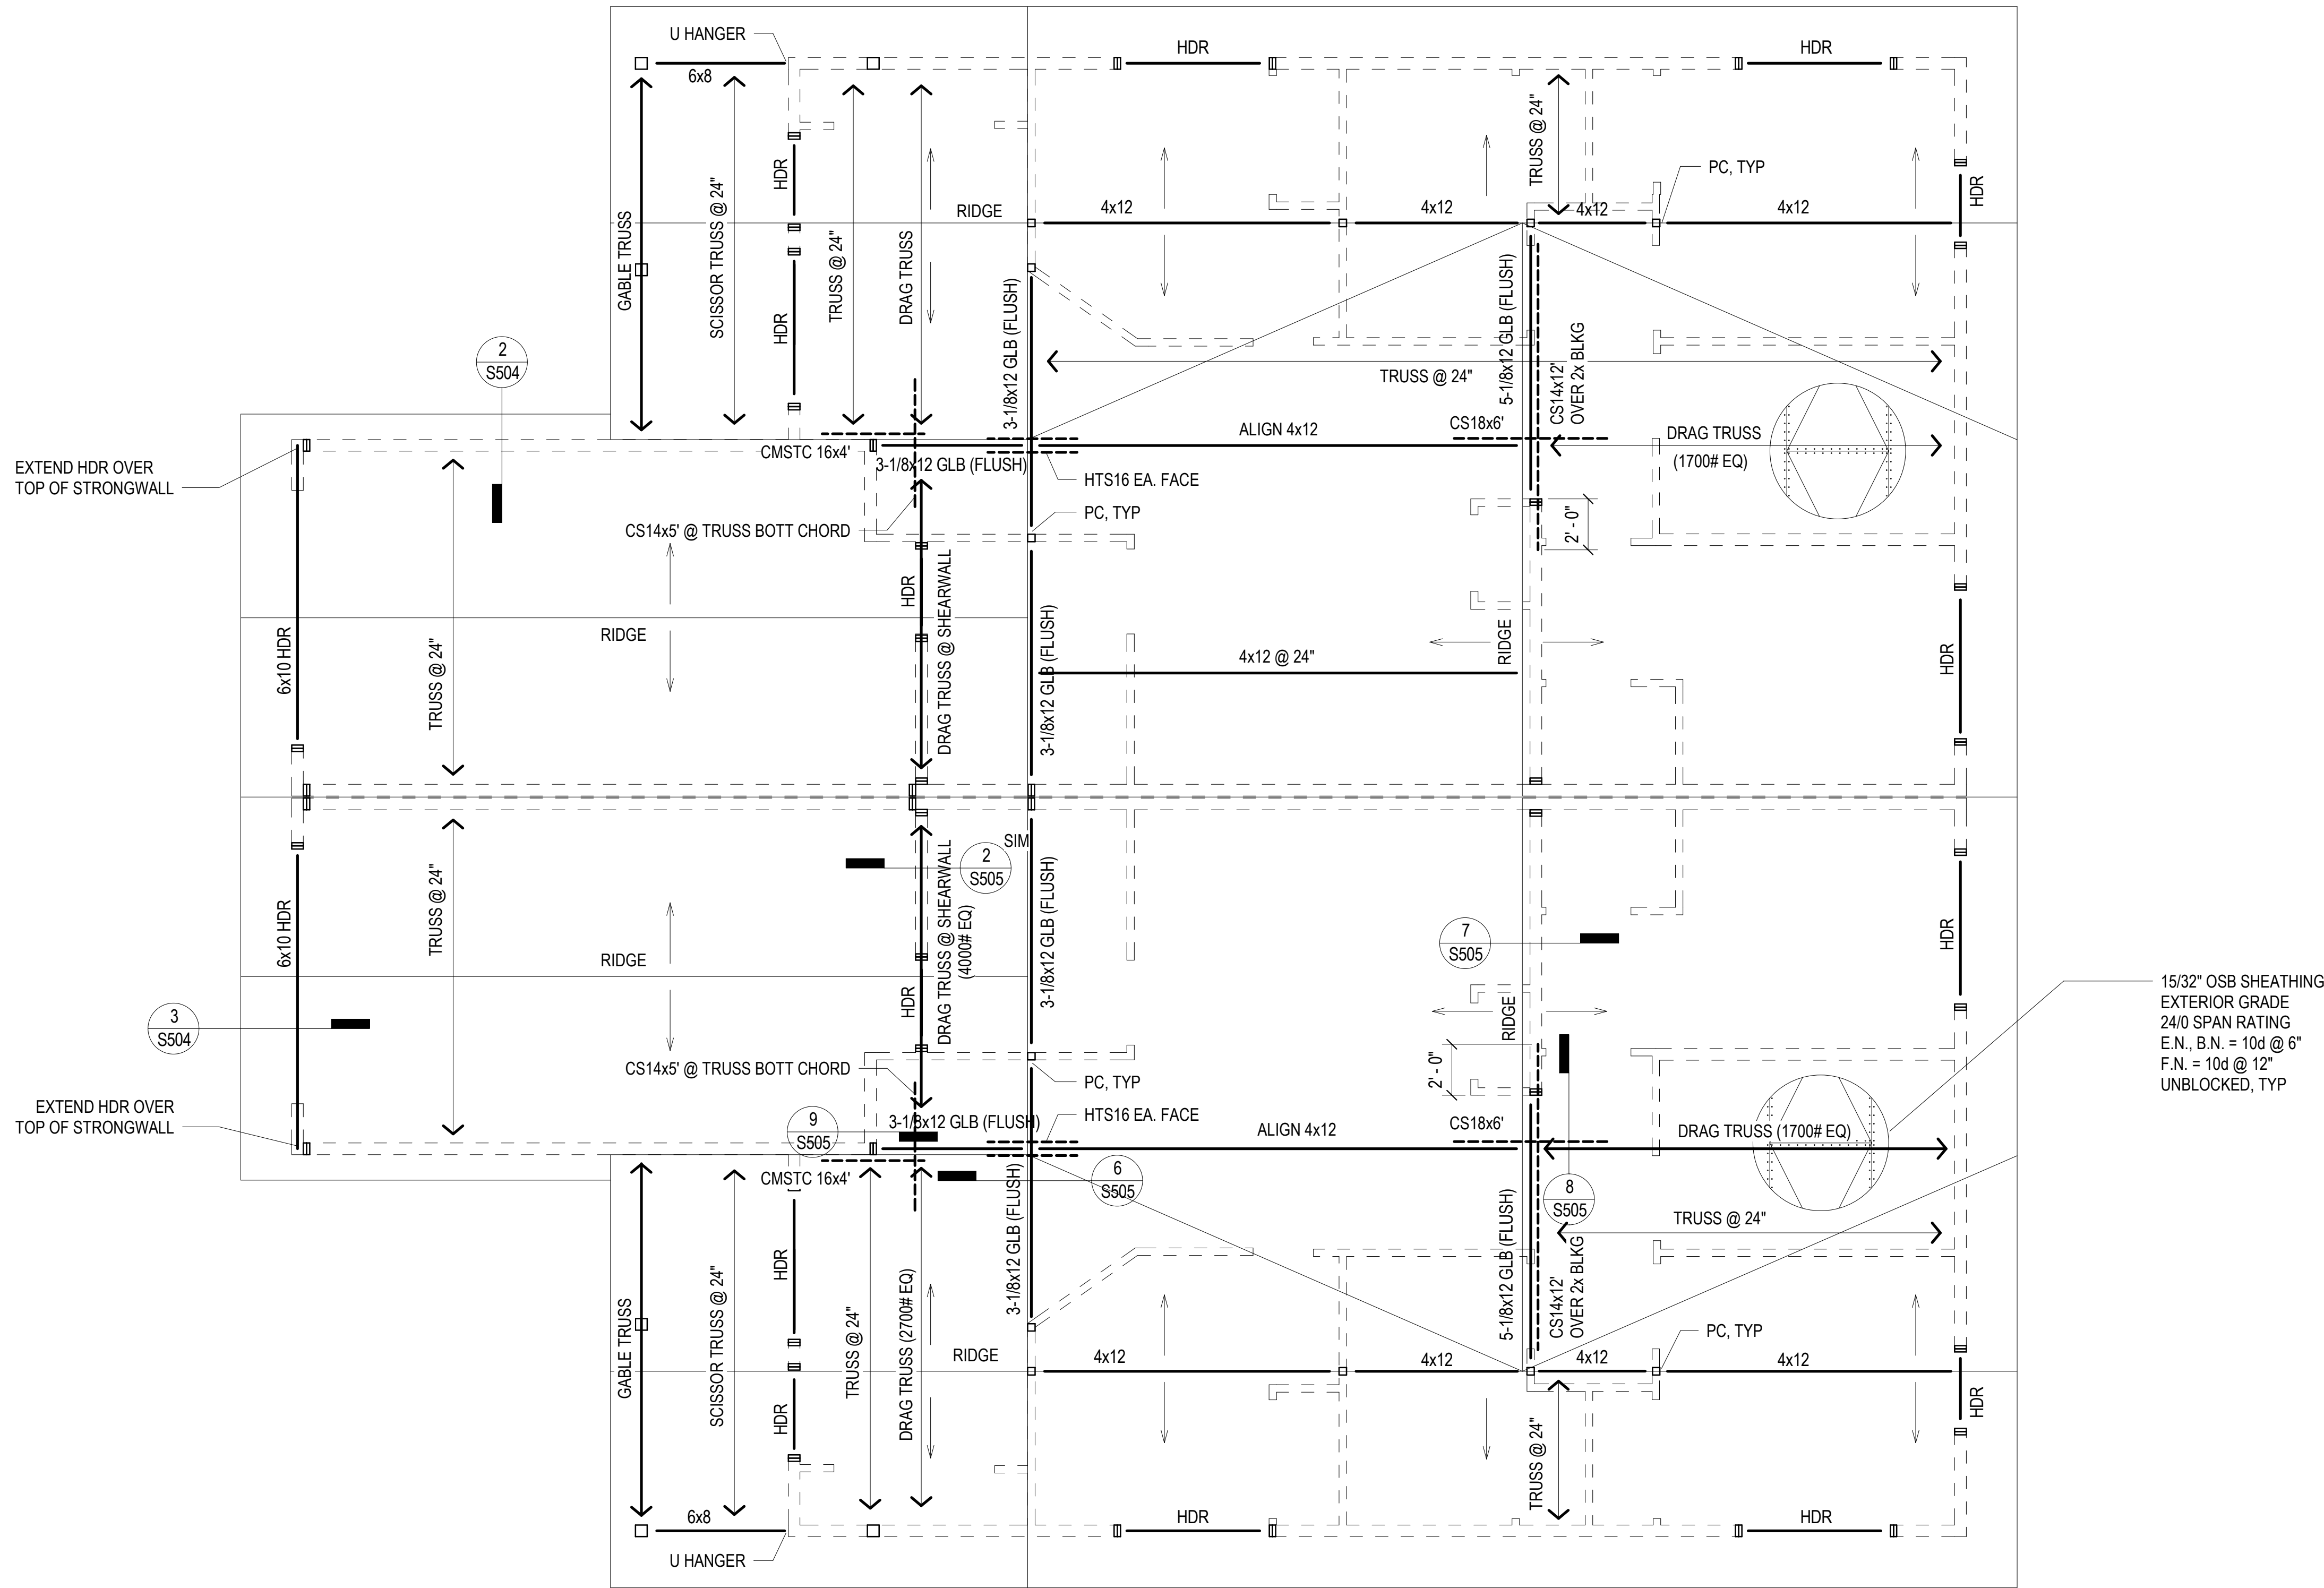 U HANGER
HDR
HDR
6x8
GABLE TRUSS
SCISSOR TRUSS @ 24"
HDR
HDR
TRUSS @ 24"
DRAG TRUSS
RIDGE
4x12
4x12
4x12
4x12
TRUSS @ 24"
PC, TYP
HDR
3-1/8x12 GLB (FLUSH)
5-1/8x12 GLB (FLUSH)
CS14x12'
OVER 2x BLKG
TRUSS @ 24"
2
S504
EXTEND HDR OVER
TOP OF STRONGWALL
CMSTC 16x4'
3-1/8x12 GLB (FLUSH)
ALIGN 4x12
CS18x6'
DRAG TRUSS
(1700# EQ)
HTS16 EA. FACE
PC, TYP
CS14x5' @ TRUSS BOTT CHORD
2' - 0"
6x10 HDR
TRUSS @ 24"
RIDGE
HDR
DRAG TRUSS @ SHEARWALL
3-1/8x12 GLB (FLUSH)
4x12 @ 24"
RIDGE
HDR
6x10 HDR
TRUSS @ 24"
RIDGE
SIM
2
S505
HDR
DRAG TRUSS @ SHEARWALL
(4000# EQ)
3-1/8x12 GLB (FLUSH)
7
S505
RIDGE
HDR
15/32" OSB SHEATHING
EXTERIOR GRADE
24/0 SPAN RATING
E.N., B.N. = 10d @ 6"
F.N. = 10d @ 12"
UNBLOCKED, TYP
3
S504
CS14x5' @ TRUSS BOTT CHORD
2' - 0"
PC, TYP
EXTEND HDR OVER
TOP OF STRONGWALL
9
S505
3-1/8x12 GLB (FLUSH)
HTS16 EA. FACE
ALIGN 4x12
CS18x6'
DRAG TRUSS (1700# EQ)
CMSTC 16x4'
6
S505
8
S505
TRUSS @ 24"
GABLE TRUSS
SCISSOR TRUSS @ 24"
HDR
HDR
TRUSS @ 24"
DRAG TRUSS (2700# EQ)
3-1/8x12 GLB (FLUSH)
5-1/8x12 GLB (FLUSH)
CS14x12'
OVER 2x BLKG
RIDGE
4x12
4x12
4x12
4x12
PC, TYP
HDR
TRUSS @ 24"
6x8
HDR
HDR
U HANGER